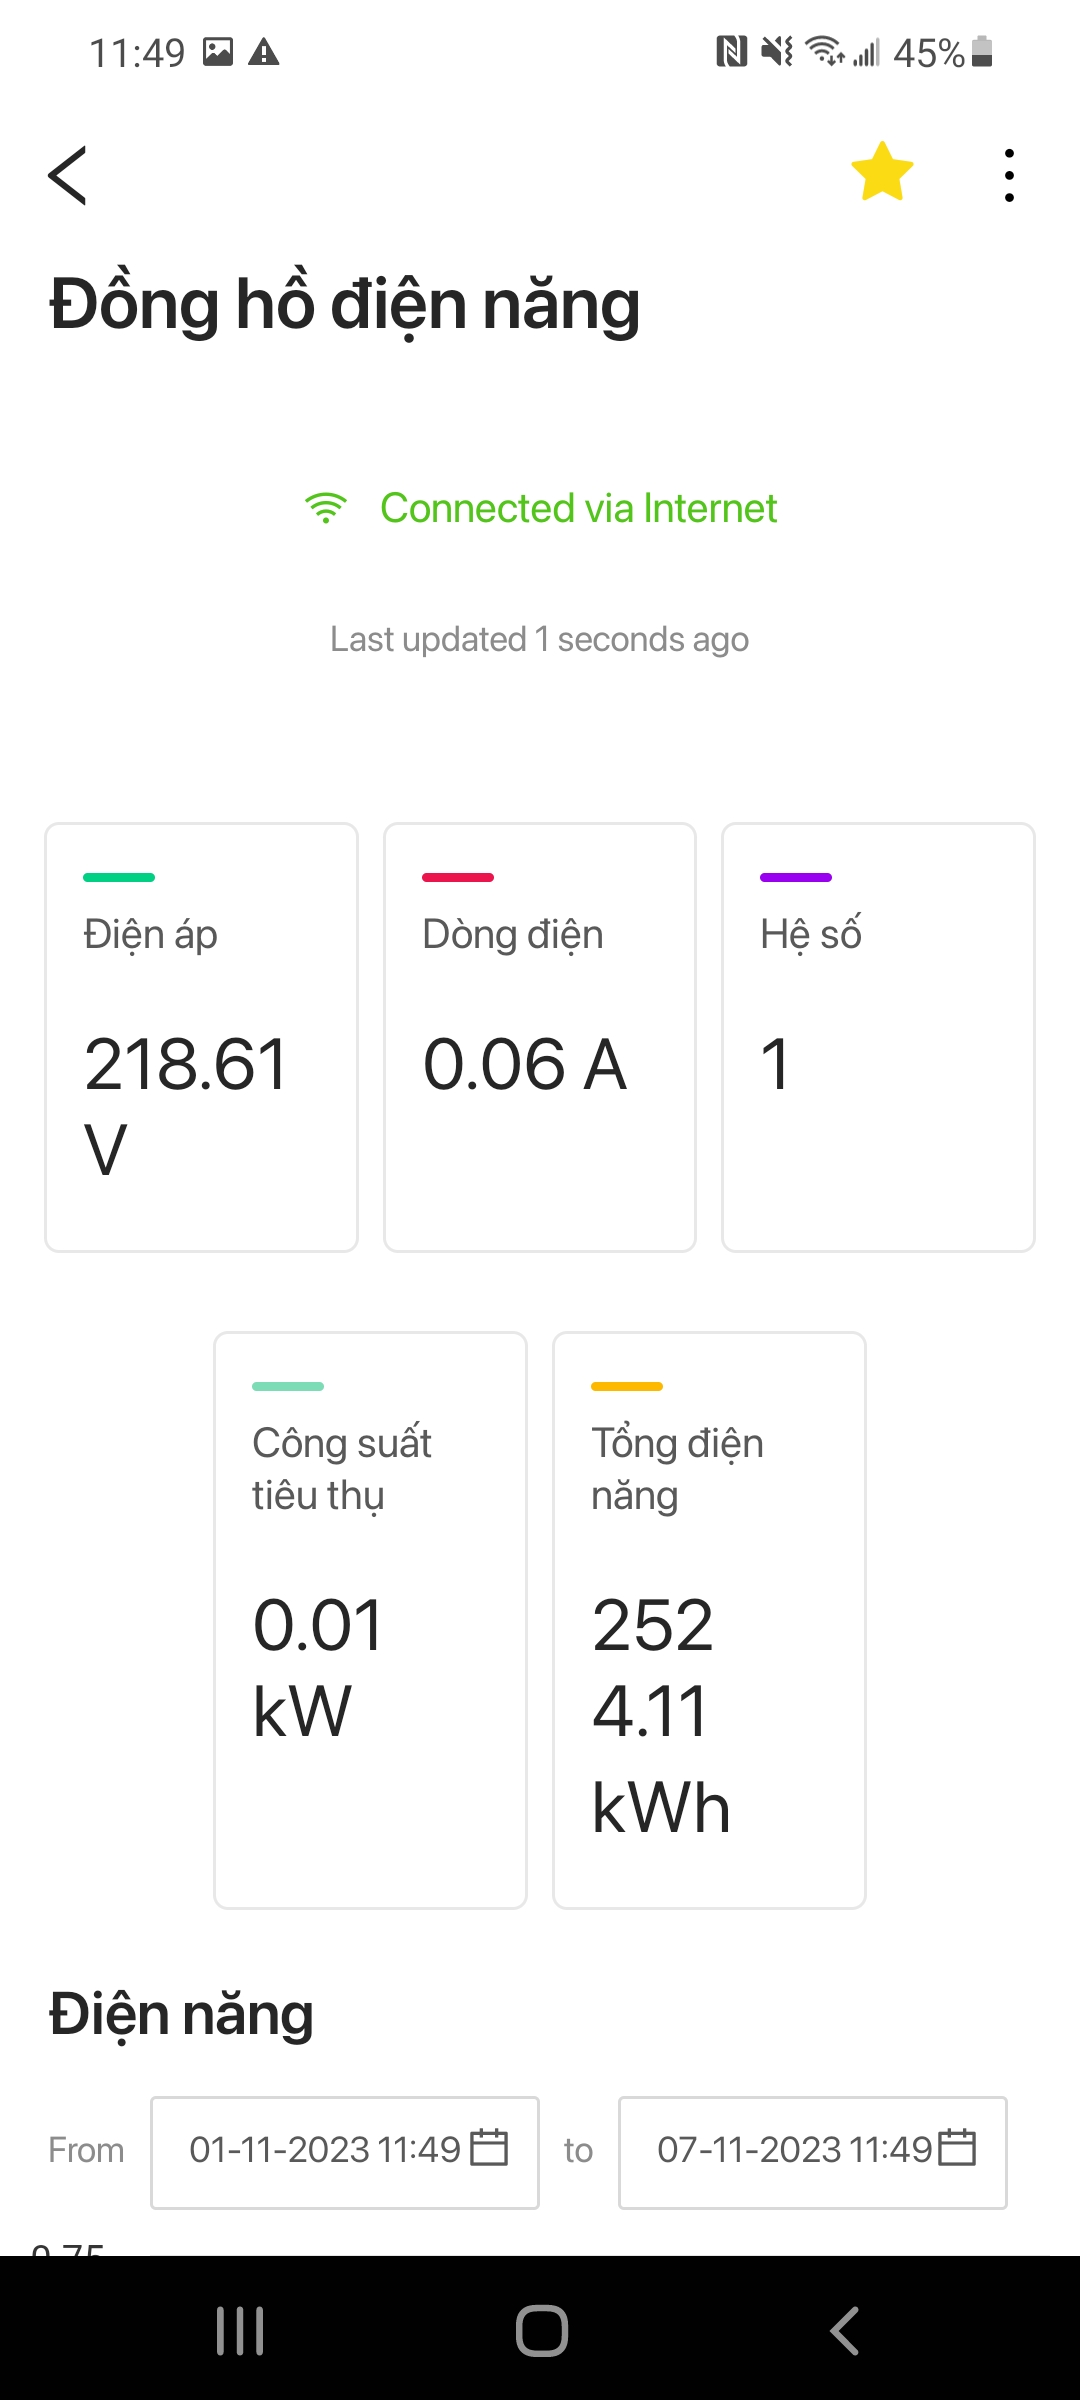 11:49 45%
Đồng hồ điện năng
Connected via Internet
Last updated 1 seconds ago
Điện áp
218.61
V
Dòng điện
0.06 A
Hệ số
1
Công suất
tiêu thụ
0.01
kW
Tổng điện
năng
252
4.11
kWh
Điện năng
From 01-11-2023 11:49 to 07-11-2023 11:49
0.75